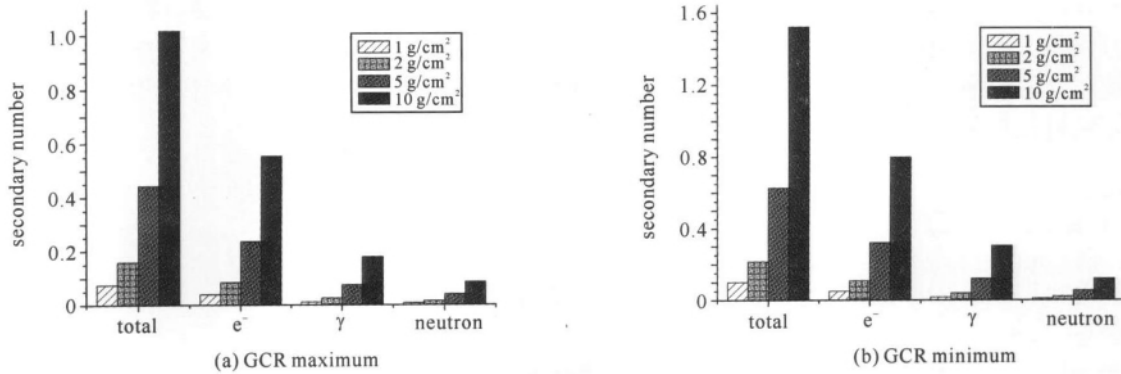 1.0
0.8
0.6
0.4
0.2
0
secondary number
1 g/cm²
2 g/cm²
5 g/cm²
10 g/cm²
total e⁻ γ neutron
(a) GCR maximum
1.6
1.2
0.8
0.4
0
secondary number
1 g/cm²
2 g/cm²
5 g/cm²
10 g/cm²
total e⁻ γ neutron
(b) GCR minimum